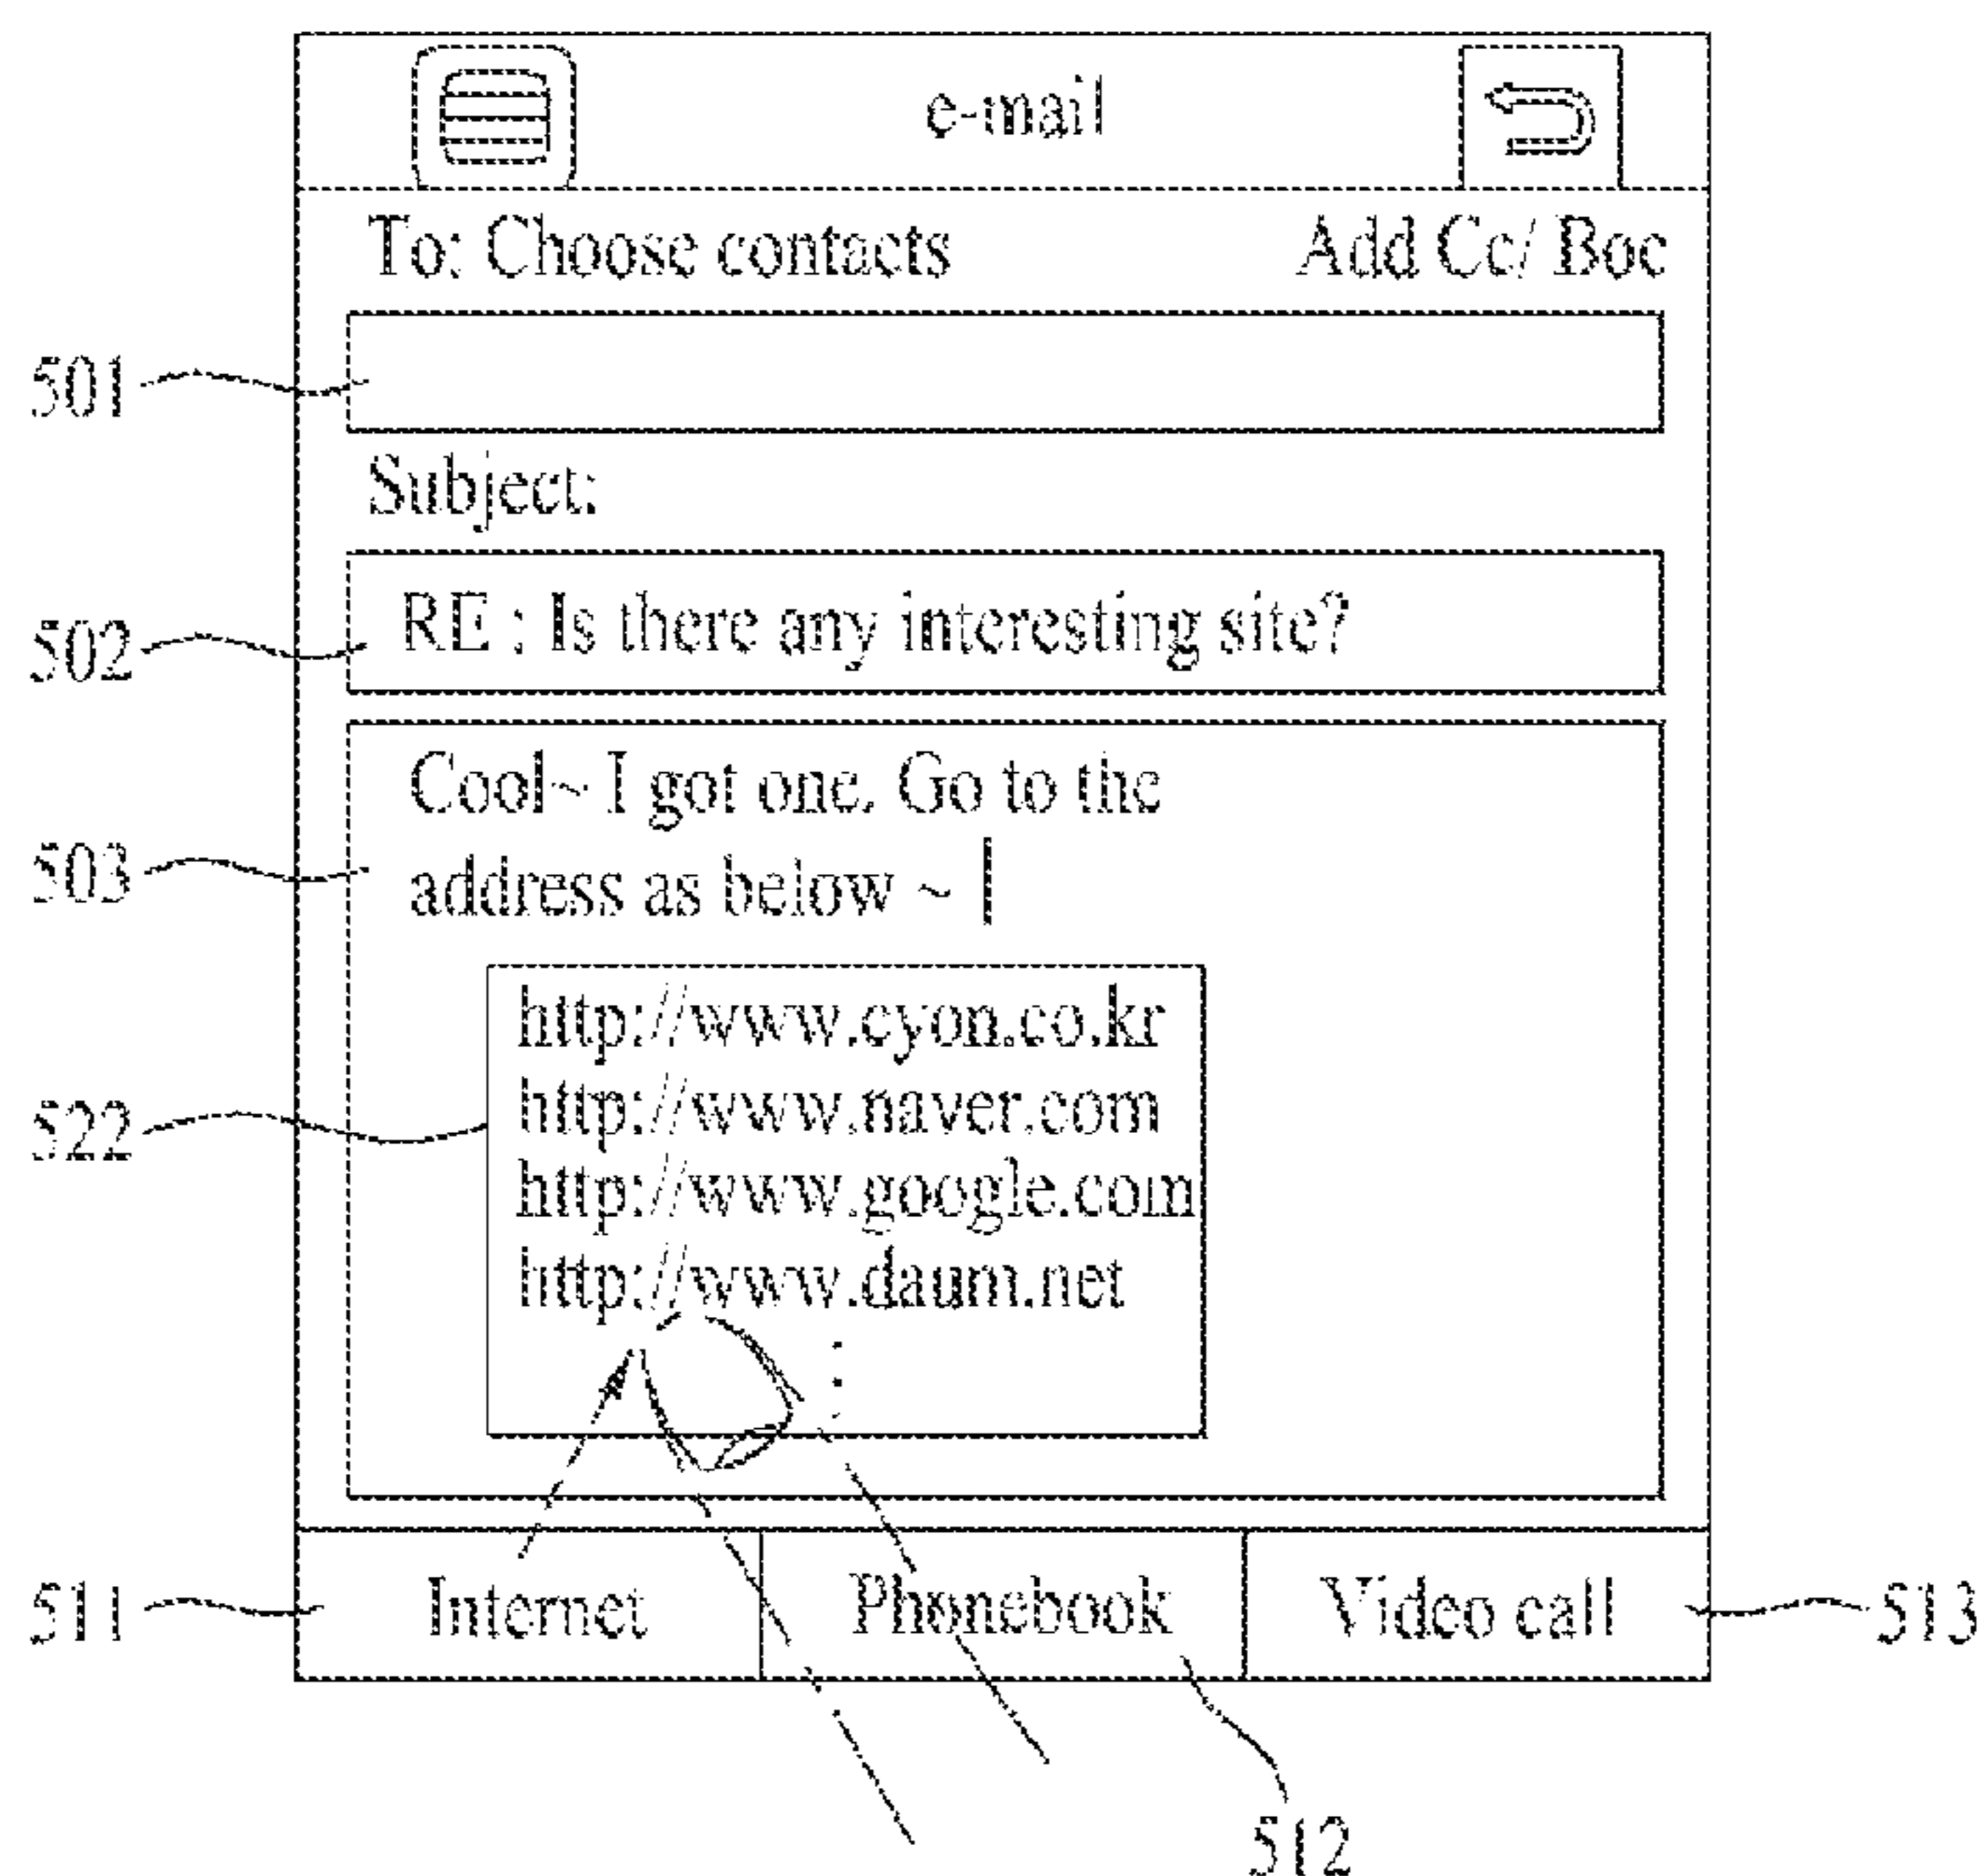 e-mail
To: Choose contacts Add Cc/ Bcc
501
Subject:
502 RE : Is there any interesting site?
Cool~ I got one. Go to the
503 address as below ~
http://www.cyon.co.kr
522 http://www.naver.com
http://www.google.com
http://www.daum.net
511 Internet Phonebook Video call 513
512